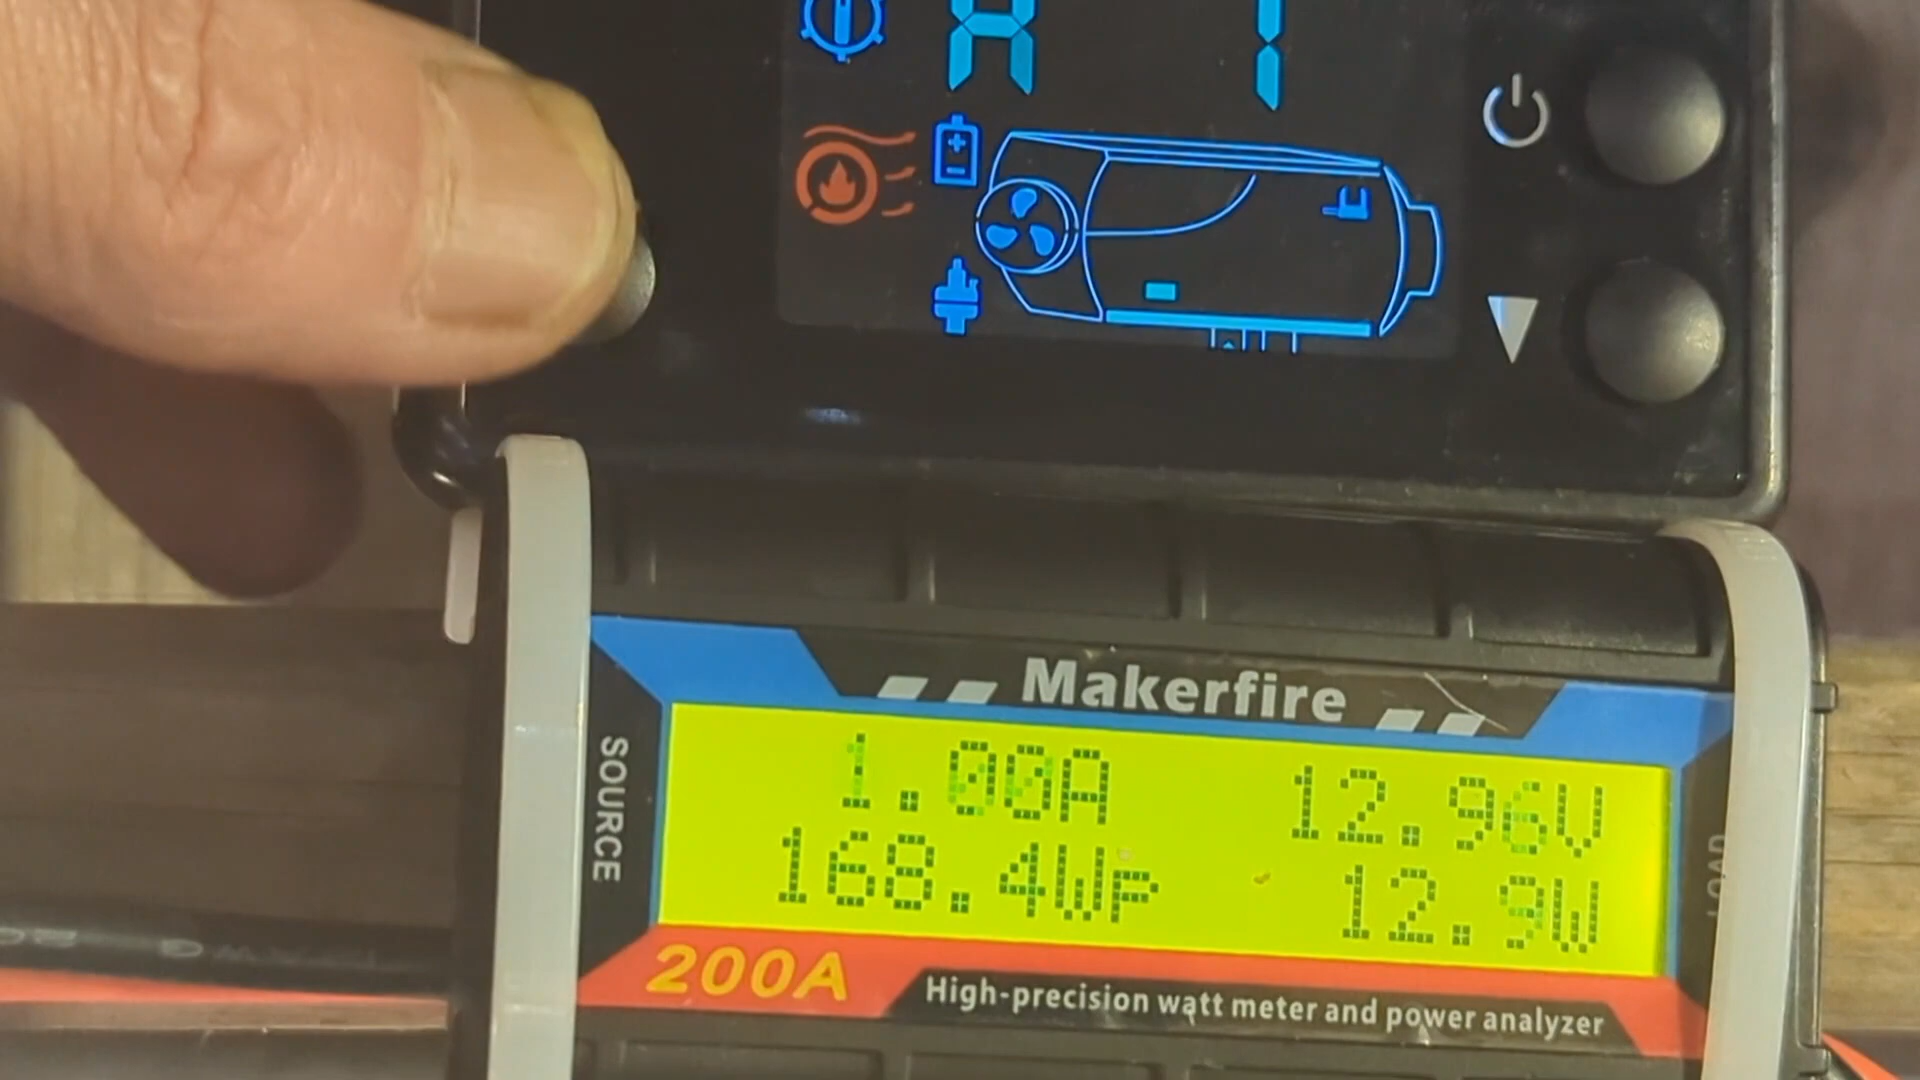 H 1
Makerfire
SOURCE
1.00A 12.96V
168.4Wp 12.9W
LOAD
200A
High-precision watt meter and power analyzer